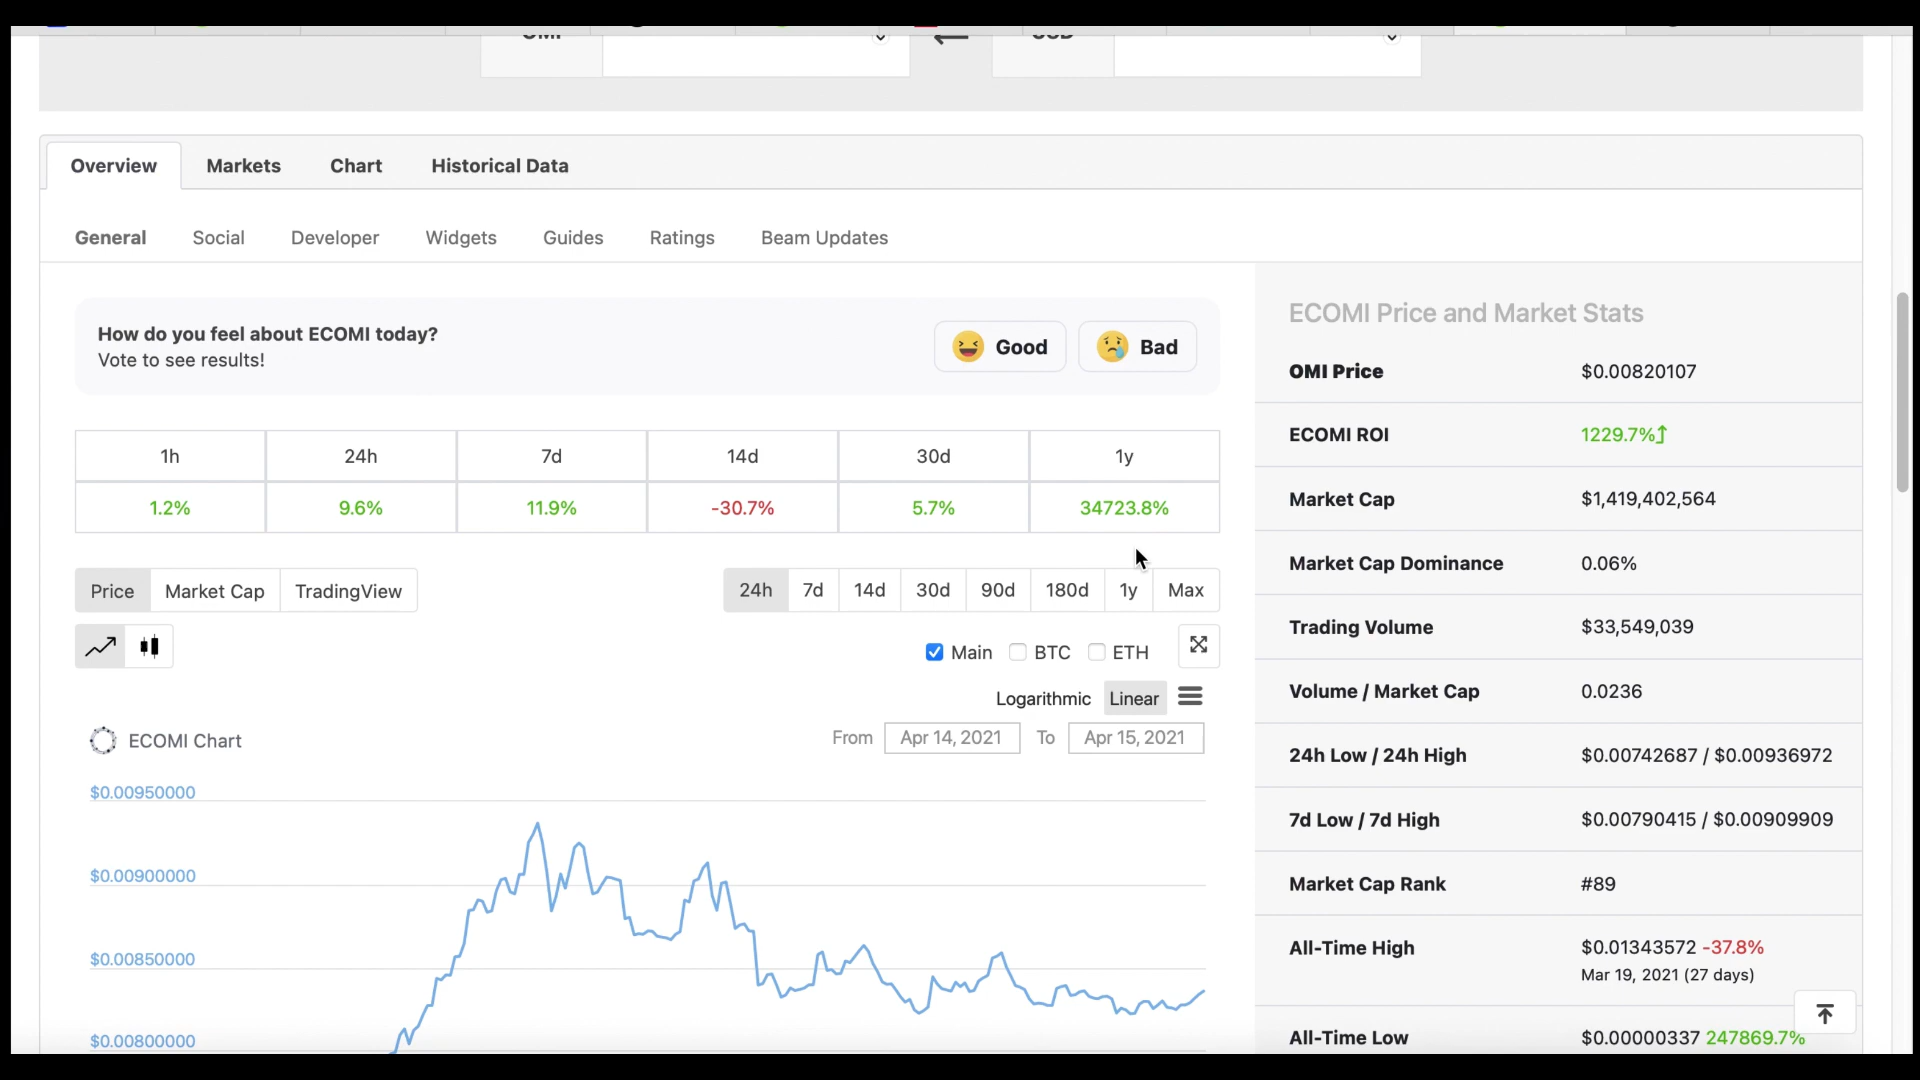 Overview Markets Chart Historical Data
General Social Developer Widgets Guides Ratings Beam Updates
How do you feel about ECOMI today?
Vote to see results!
Good Bad
1h 24h 7d 14d 30d 1y
1.2% 9.6% 11.9% -30.7% 5.7% 34723.8%
Price Market Cap TradingView
24h 7d 14d 30d 90d 180d 1y Max
Main BTC ETH
Logarithmic Linear
ECOMI Chart
From Apr 14, 2021 To Apr 15, 2021
$0.00950000
$0.00900000
$0.00850000
$0.00800000
ECOMI Price and Market Stats
OMI Price $0.00820107
ECOMI ROI 1229.7%
Market Cap $1,419,402,564
Market Cap Dominance 0.06%
Trading Volume $33,549,039
Volume / Market Cap 0.0236
24h Low / 24h High $0.00742687 / $0.00936972
7d Low / 7d High $0.00790415 / $0.00909909
Market Cap Rank #89
All-Time High $0.01343572 -37.8%
Mar 19, 2021 (27 days)
All-Time Low $0.00000337 247869.7%